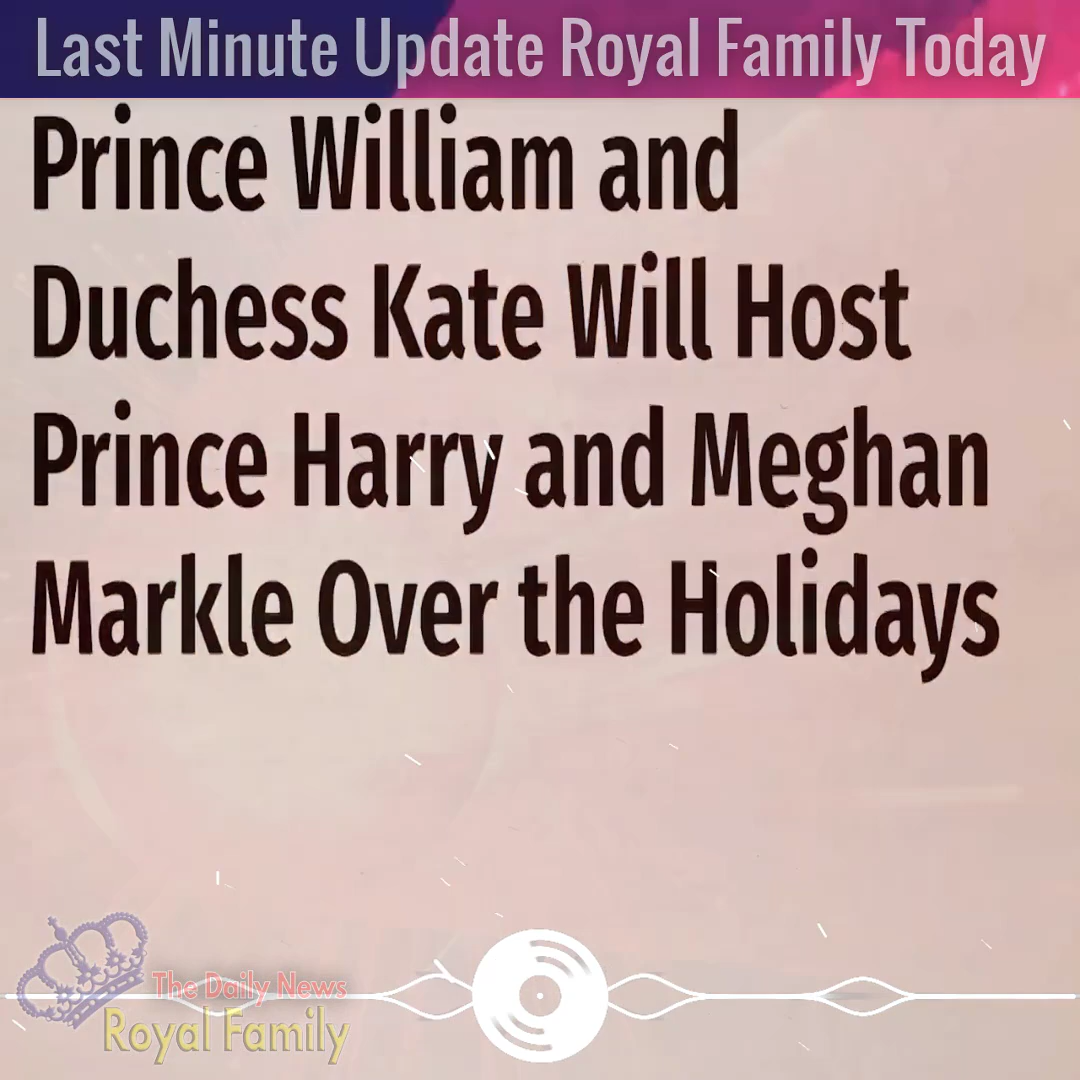 Last Minute Update Royal Family Today
Prince William and
Duchess Kate Will Host
Prince Harry and Meghan
Markle Over the Holidays
The Daily News
Royal Family